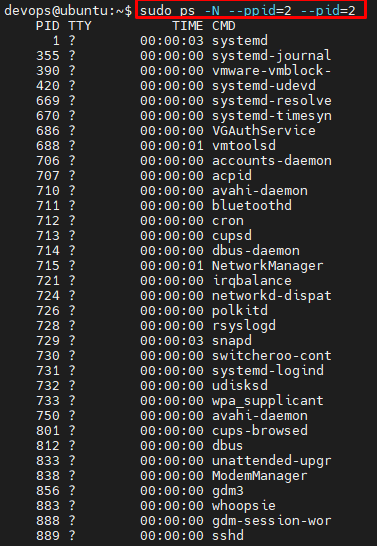 devops@ubuntu:~$ sudo ps -N --ppid=2 --pid=2
PID TTY TIME CMD
1 ? 00:00:03 systemd
355 ? 00:00:00 systemd-journal
390 ? 00:00:00 vmware-vmblock-
420 ? 00:00:00 systemd-udevd
669 ? 00:00:00 systemd-resolve
670 ? 00:00:00 systemd-timesyn
686 ? 00:00:00 VGAuthService
688 ? 00:00:01 vmtoolsd
706 ? 00:00:00 accounts-daemon
707 ? 00:00:00 acpid
710 ? 00:00:00 avahi-daemon
711 ? 00:00:00 bluetoothd
712 ? 00:00:00 cron
713 ? 00:00:00 cupsd
714 ? 00:00:00 dbus-daemon
715 ? 00:00:01 NetworkManager
721 ? 00:00:00 irqbalance
724 ? 00:00:00 networkd-dispat
726 ? 00:00:00 polkitd
728 ? 00:00:00 rsyslogd
729 ? 00:00:03 snapd
730 ? 00:00:00 switcheroo-cont
731 ? 00:00:00 systemd-logind
732 ? 00:00:00 udisksd
733 ? 00:00:00 wpa_supplicant
750 ? 00:00:00 avahi-daemon
801 ? 00:00:00 cups-browsed
812 ? 00:00:00 dbus
833 ? 00:00:00 unattended-upgr
838 ? 00:00:00 ModemManager
856 ? 00:00:00 gdm3
883 ? 00:00:00 whoopsie
888 ? 00:00:00 gdm-session-wor
889 ? 00:00:00 sshd